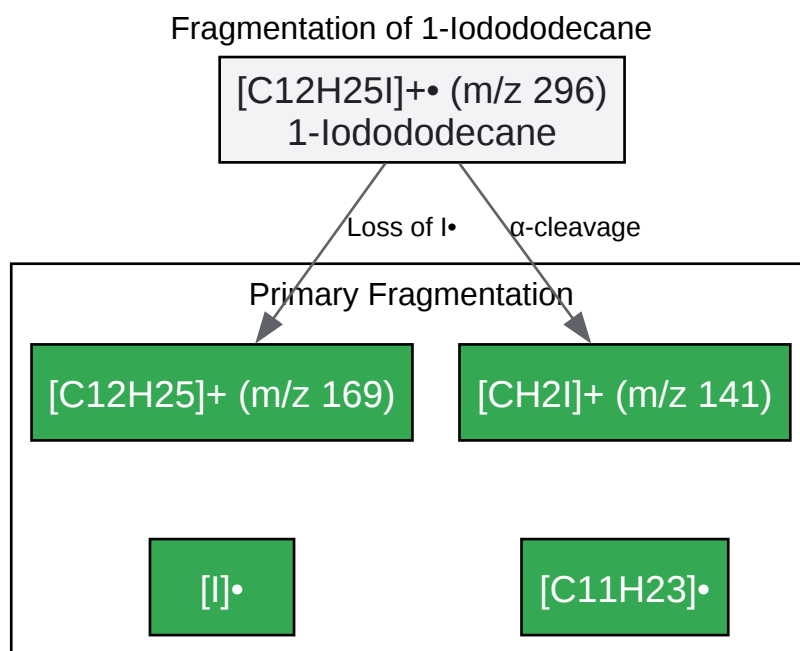 Fragmentation of 1-Iodododecane
[C12H25I]+• (m/z 296)
1-Iodododecane
Loss of I•
α-cleavage
Primary Fragmentation
[C12H25]+ (m/z 169)
[CH2I]+ (m/z 141)
[I]•
[C11H23]•